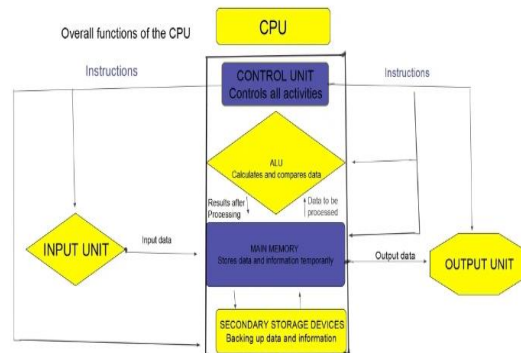 Overall functions of the CPU
CPU
Instructions
CONTROL UNIT
Controls all activities
Instructions
ALU
Calculates and compares data
Results after
Processing
Data to be
processed
INPUT UNIT
Input data
MAIN MEMORY
Stores data and information temporarily
Output data
OUTPUT UNIT
SECONDARY STORAGE DEVICES
Backing up data and information